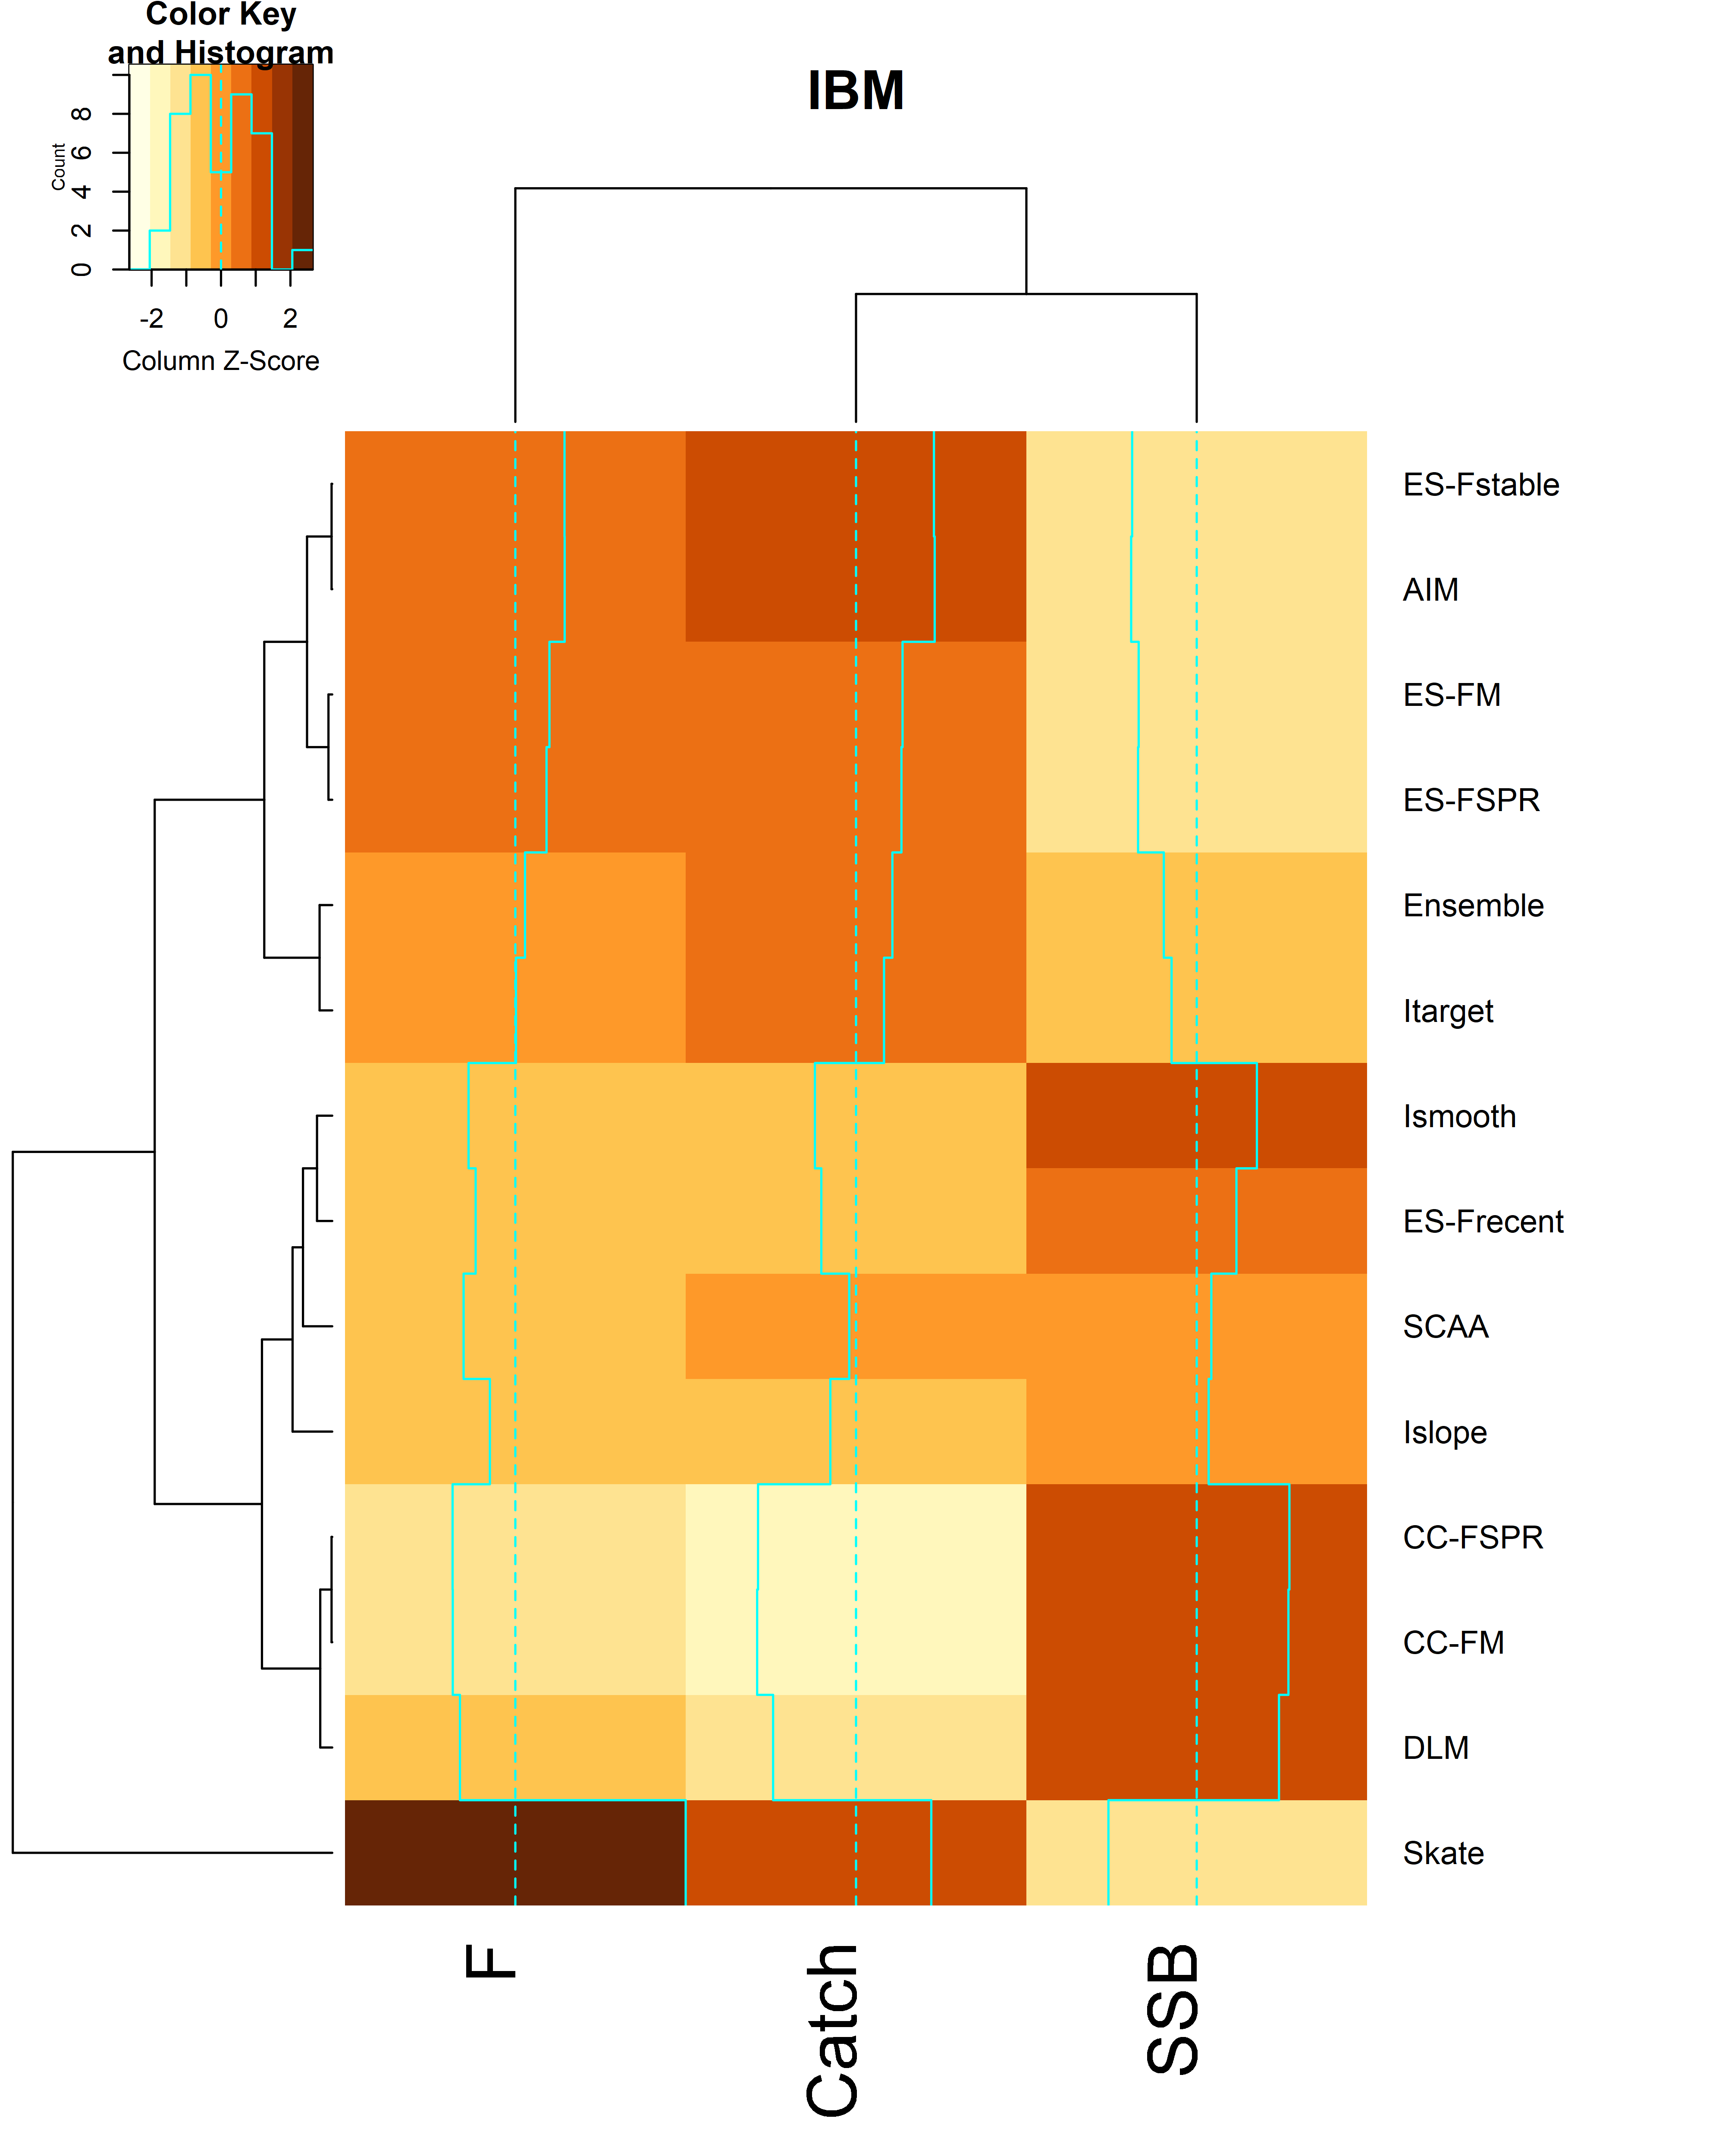 Color Key
and Histogram
IBM
Count
0 2 4 6 8
-2 0 2
Column Z-Score
ES-Fstable
AIM
ES-FM
ES-FSPR
Ensemble
Itarget
Ismooth
ES-Frecent
SCAA
Islope
CC-FSPR
CC-FM
DLM
Skate
F Catch SSB